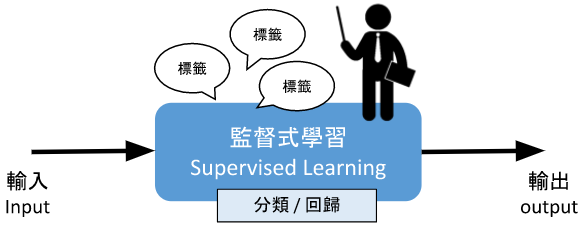 標籤
標籤
標籤
監督式學習
Supervised Learning
分類 / 回歸
輸入
Input
輸出
output